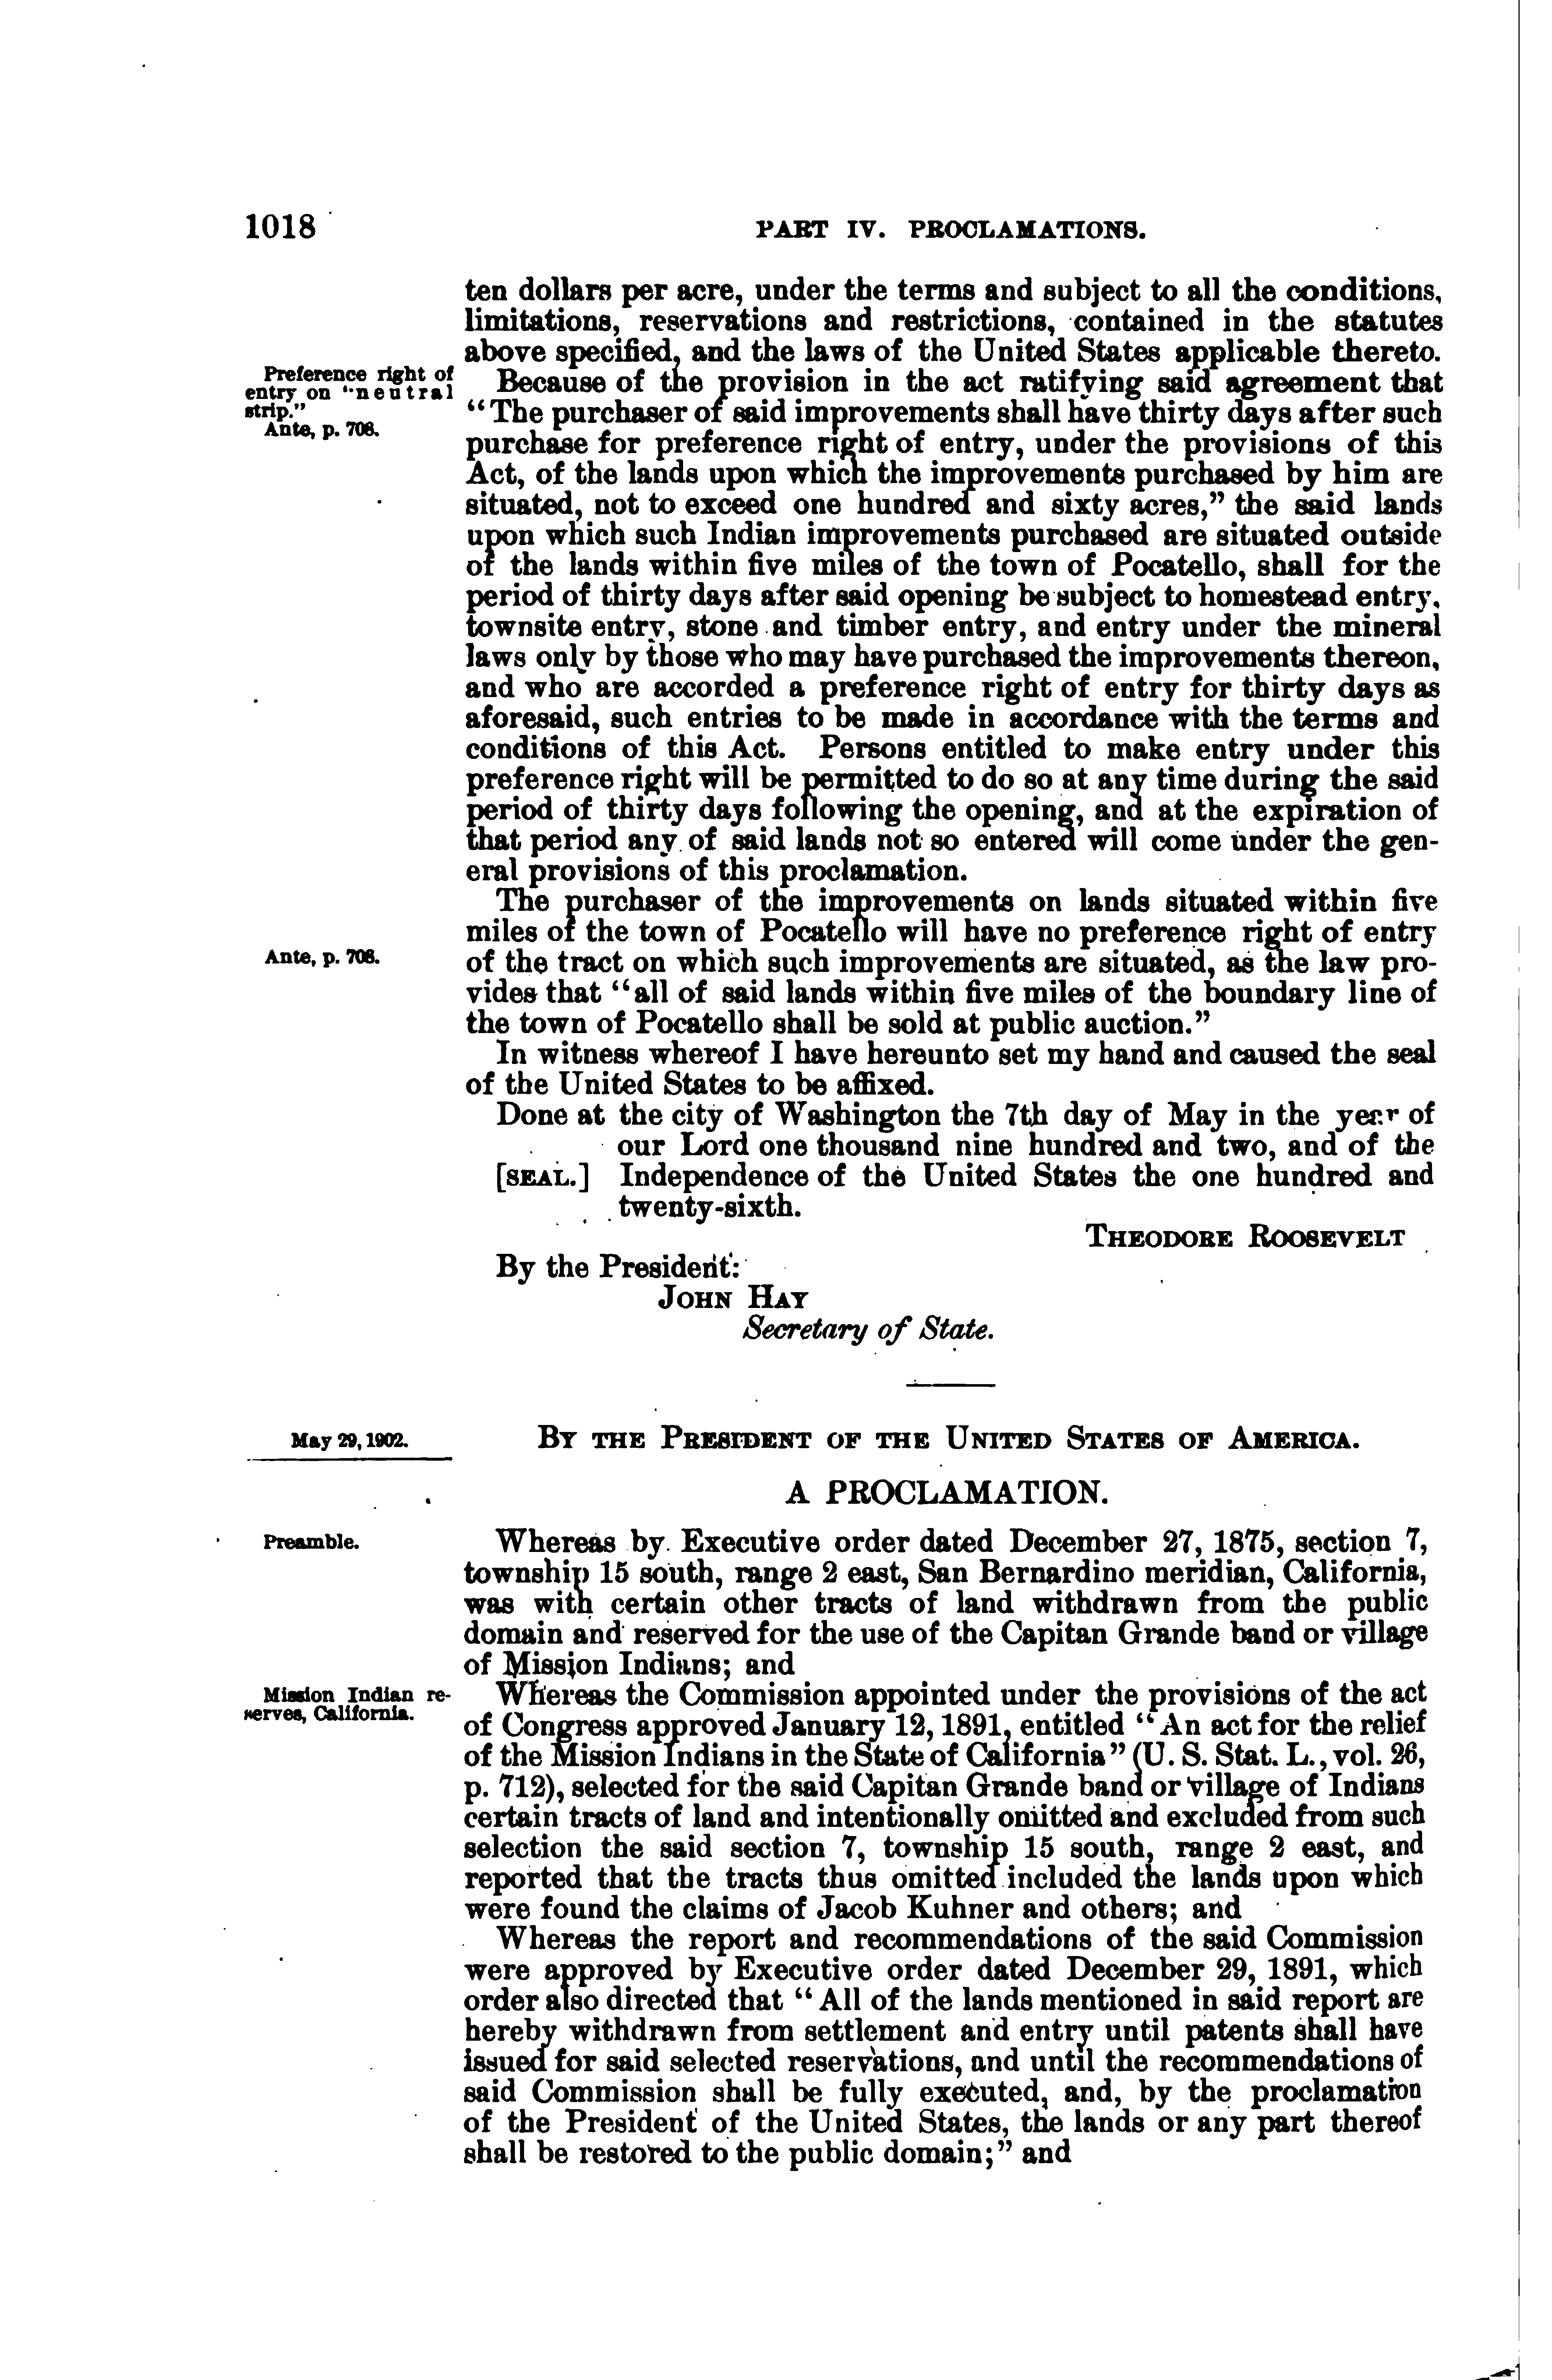 1018
PART IV. PROCLAMATIONS.
ten dollars per acre, under the terms and subject to all the conditions,
limitations, reservations and restrictions, contained in the statutes
above specified, and the laws of the United States applicable thereto.
Preference right of
entry on "neutral
strip."
Ante, p. 708.
Because of the provision in the act ratifying said agreement that
"The purchaser of said improvements shall have thirty days after such
purchase for preference right of entry, under the provisions of this
Act, of the lands upon which the improvements purchased by him are
situated, not to exceed one hundred and sixty acres," the said lands
upon which such Indian improvements purchased are situated outside
of the lands within five miles of the town of Pocatello, shall for the
period of thirty days after said opening be subject to homestead entry,
townsite entry, stone and timber entry, and entry under the mineral
laws only by those who may have purchased the improvements thereon,
and who are accorded a preference right of entry for thirty days as
aforesaid, such entries to be made in accordance with the terms and
conditions of this Act. Persons entitled to make entry under this
preference right will be permitted to do so at any time during the said
period of thirty days following the opening, and at the expiration of
that period any of said lands not so entered will come under the gen-
eral provisions of this proclamation.
The purchaser of the improvements on lands situated within five
miles of the town of Pocatello will have no preference right of entry
Ante, p. 708.
of the tract on which such improvements are situated, as the law pro-
vides that "all of said lands within five miles of the boundary line of
the town of Pocatello shall be sold at public auction."
In witness whereof I have hereunto set my hand and caused the seal
of the United States to be affixed.
Done at the city of Washington the 7th day of May in the year of
our Lord one thousand nine hundred and two, and of the
[SEAL.] Independence of the United States the one hundred and
twenty-sixth.
THEODORE ROOSEVELT
By the President:
JOHN HAY
Secretary of State.
May 29, 1902.
BY THE PRESIDENT OF THE UNITED STATES OF AMERICA.
A PROCLAMATION.
Preamble.
Whereas by Executive order dated December 27, 1875, section 7,
township 15 south, range 2 east, San Bernardino meridian, California,
was with certain other tracts of land withdrawn from the public
domain and reserved for the use of the Capitan Grande band or village
of Mission Indians; and
Mission Indian re-
serves, California.
Whereas the Commission appointed under the provisions of the act
of Congress approved January 12, 1891, entitled "An act for the relief
of the Mission Indians in the State of California" (U. S. Stat. L., vol. 26,
p. 712), selected for the said Capitan Grande band or village of Indians
certain tracts of land and intentionally omitted and excluded from such
selection the said section 7, township 15 south, range 2 east, and
reported that the tracts thus omitted included the lands upon which
were found the claims of Jacob Kuhner and others; and
Whereas the report and recommendations of the said Commission
were approved by Executive order dated December 29, 1891, which
order also directed that "All of the lands mentioned in said report are
hereby withdrawn from settlement and entry until patents shall have
issued for said selected reservations, and until the recommendations of
said Commission shall be fully executed, and, by the proclamation
of the President of the United States, the lands or any part thereof
shall be restored to the public domain;" and